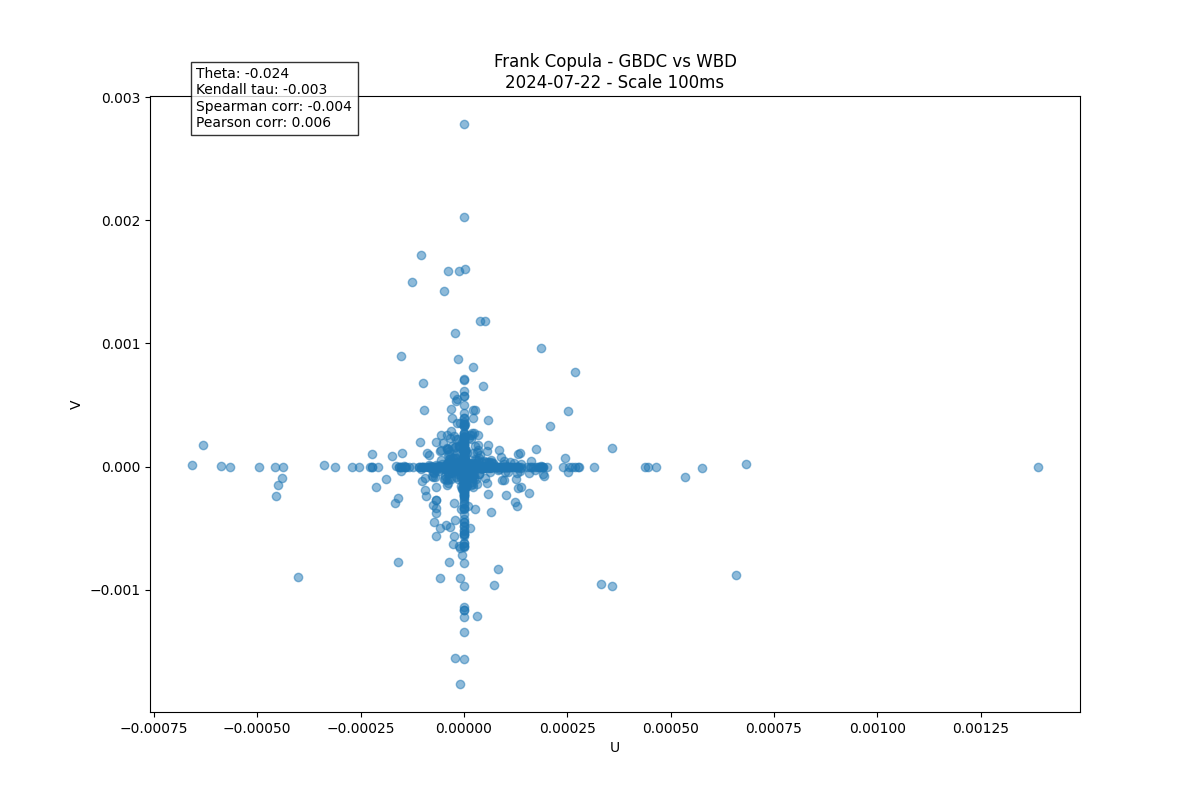 Frank Copula - GBDC vs WBD
2024-07-22 - Scale 100ms
Theta: -0.024
Kendall tau: -0.003
Spearman corr: -0.004
Pearson corr: 0.006
0.003
0.002
0.001
0.000
−0.001
V
−0.00075 −0.00050 −0.00025 0.00000 0.00025 0.00050 0.00075 0.00100 0.00125
U